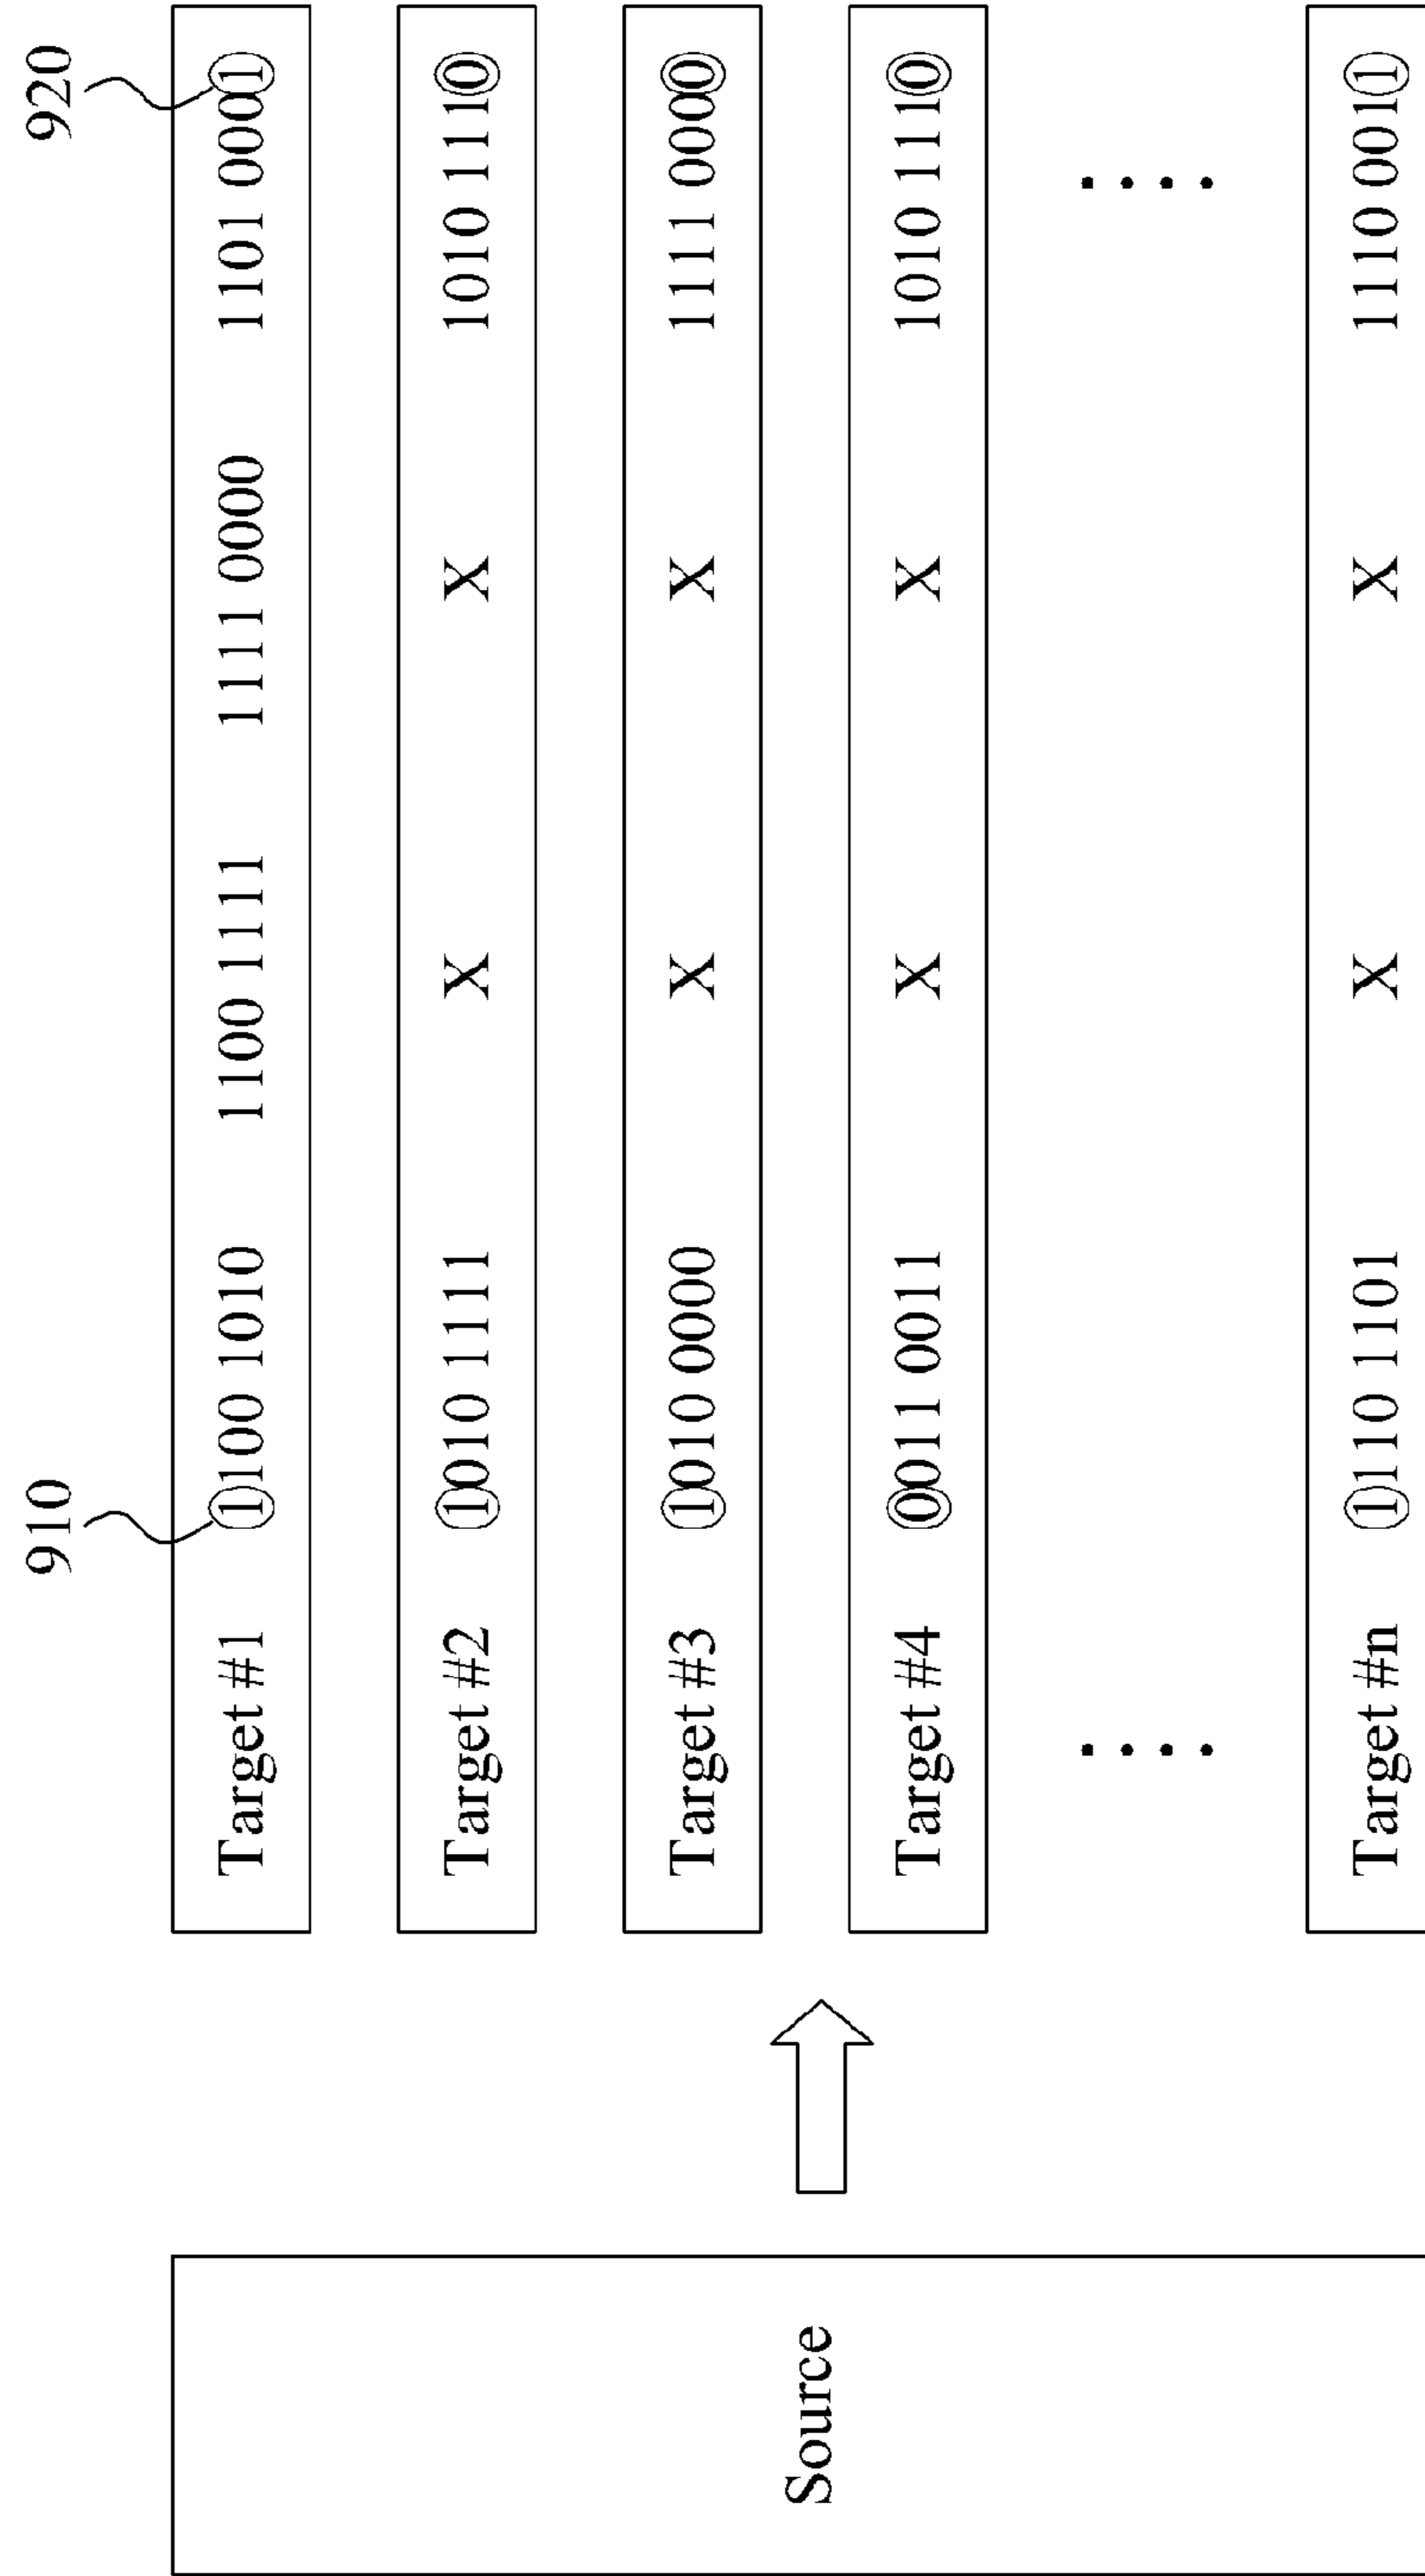 910 920
Target #1 1100 1010 1100 1111 1111 0000 1101 0001
Target #2 1010 1111 X X 1010 1110
Target #3 1010 0000 X X 1111 0000
Source
Target #4 0011 0011 X X 1010 1110
Target #n 1110 1101 X X 1110 0011